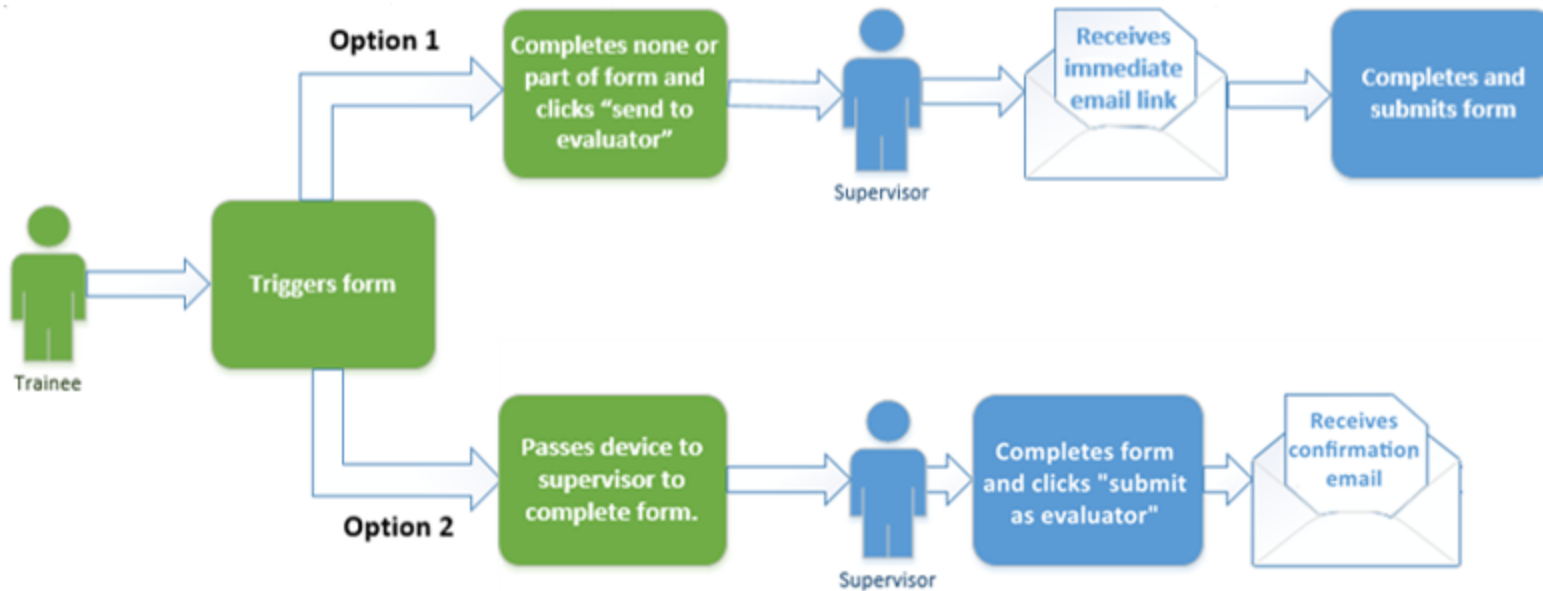 Option 1
Completes none or
part of form and
clicks “send to
evaluator”
Supervisor
Receives
immediate
email link
Completes and
submits form
Trainee
Triggers form
Option 2
Passes device to
supervisor to
complete form.
Supervisor
Completes form
and clicks "submit
as evaluator"
Receives
confirmation
email